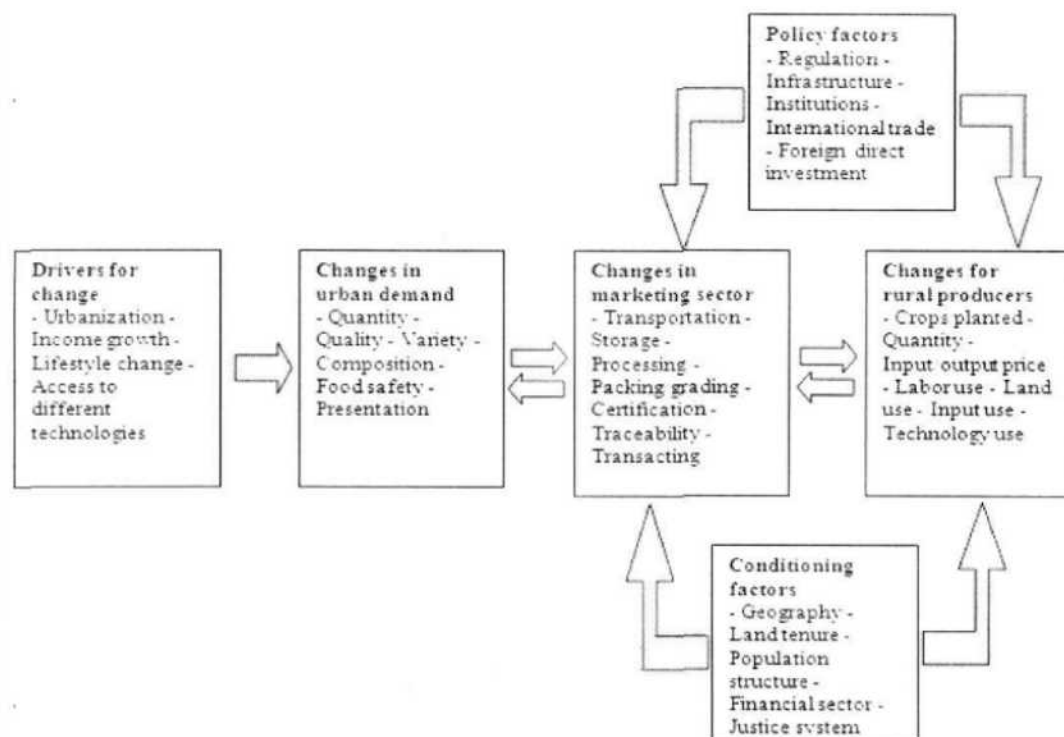 Policy factors
- Regulation -
Infrastructure -
Institutions -
International trade
- Foreign direct
investment
Drivers for
change
- Urbanization -
Income growth -
Lifestyle change -
Access to
different
technologies
Changes in
urban demand
- Quantity -
Quality - Variety -
Composition -
Food safety -
Presentation
Changes in
marketing sector
- Transportation -
Storage -
Processing -
Packing grading -
Certification -
Traceability -
Transacting
Changes for
rural producers
- Crops planted -
Quantity -
Input output price
- Labor use - Land
use - Input use -
Technology use
Conditioning
factors
- Geography -
Land tenure -
Population
structure -
Financial sector -
Justice system